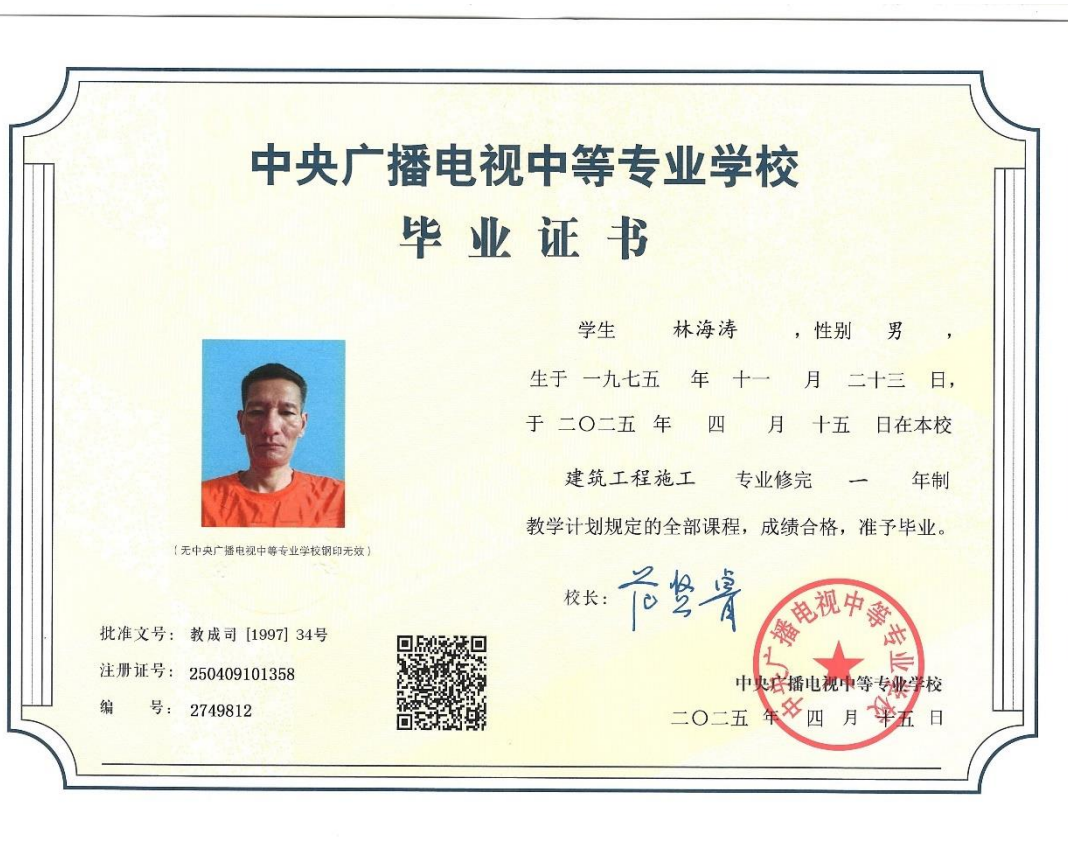 中央广播电视中等专业学校
毕业证书
学生 林海涛 ，性别 男 ，
生于 一九七五 年 十一 月 二十三 日，
于 二〇二五 年 四 月 十五 日在本校
建筑工程施工 专业修完 一 年制
教学计划规定的全部课程，成绩合格，准予毕业。
（无中央广播电视中等专业学校钢印无效）
校长：
批准文号： 教成司 [1997] 34号
注册证号： 250409101358
编 号： 2749812
中央广播电视中等专业学校
中央广播电视中等专业学校
二〇二五 年 四 月 十五 日